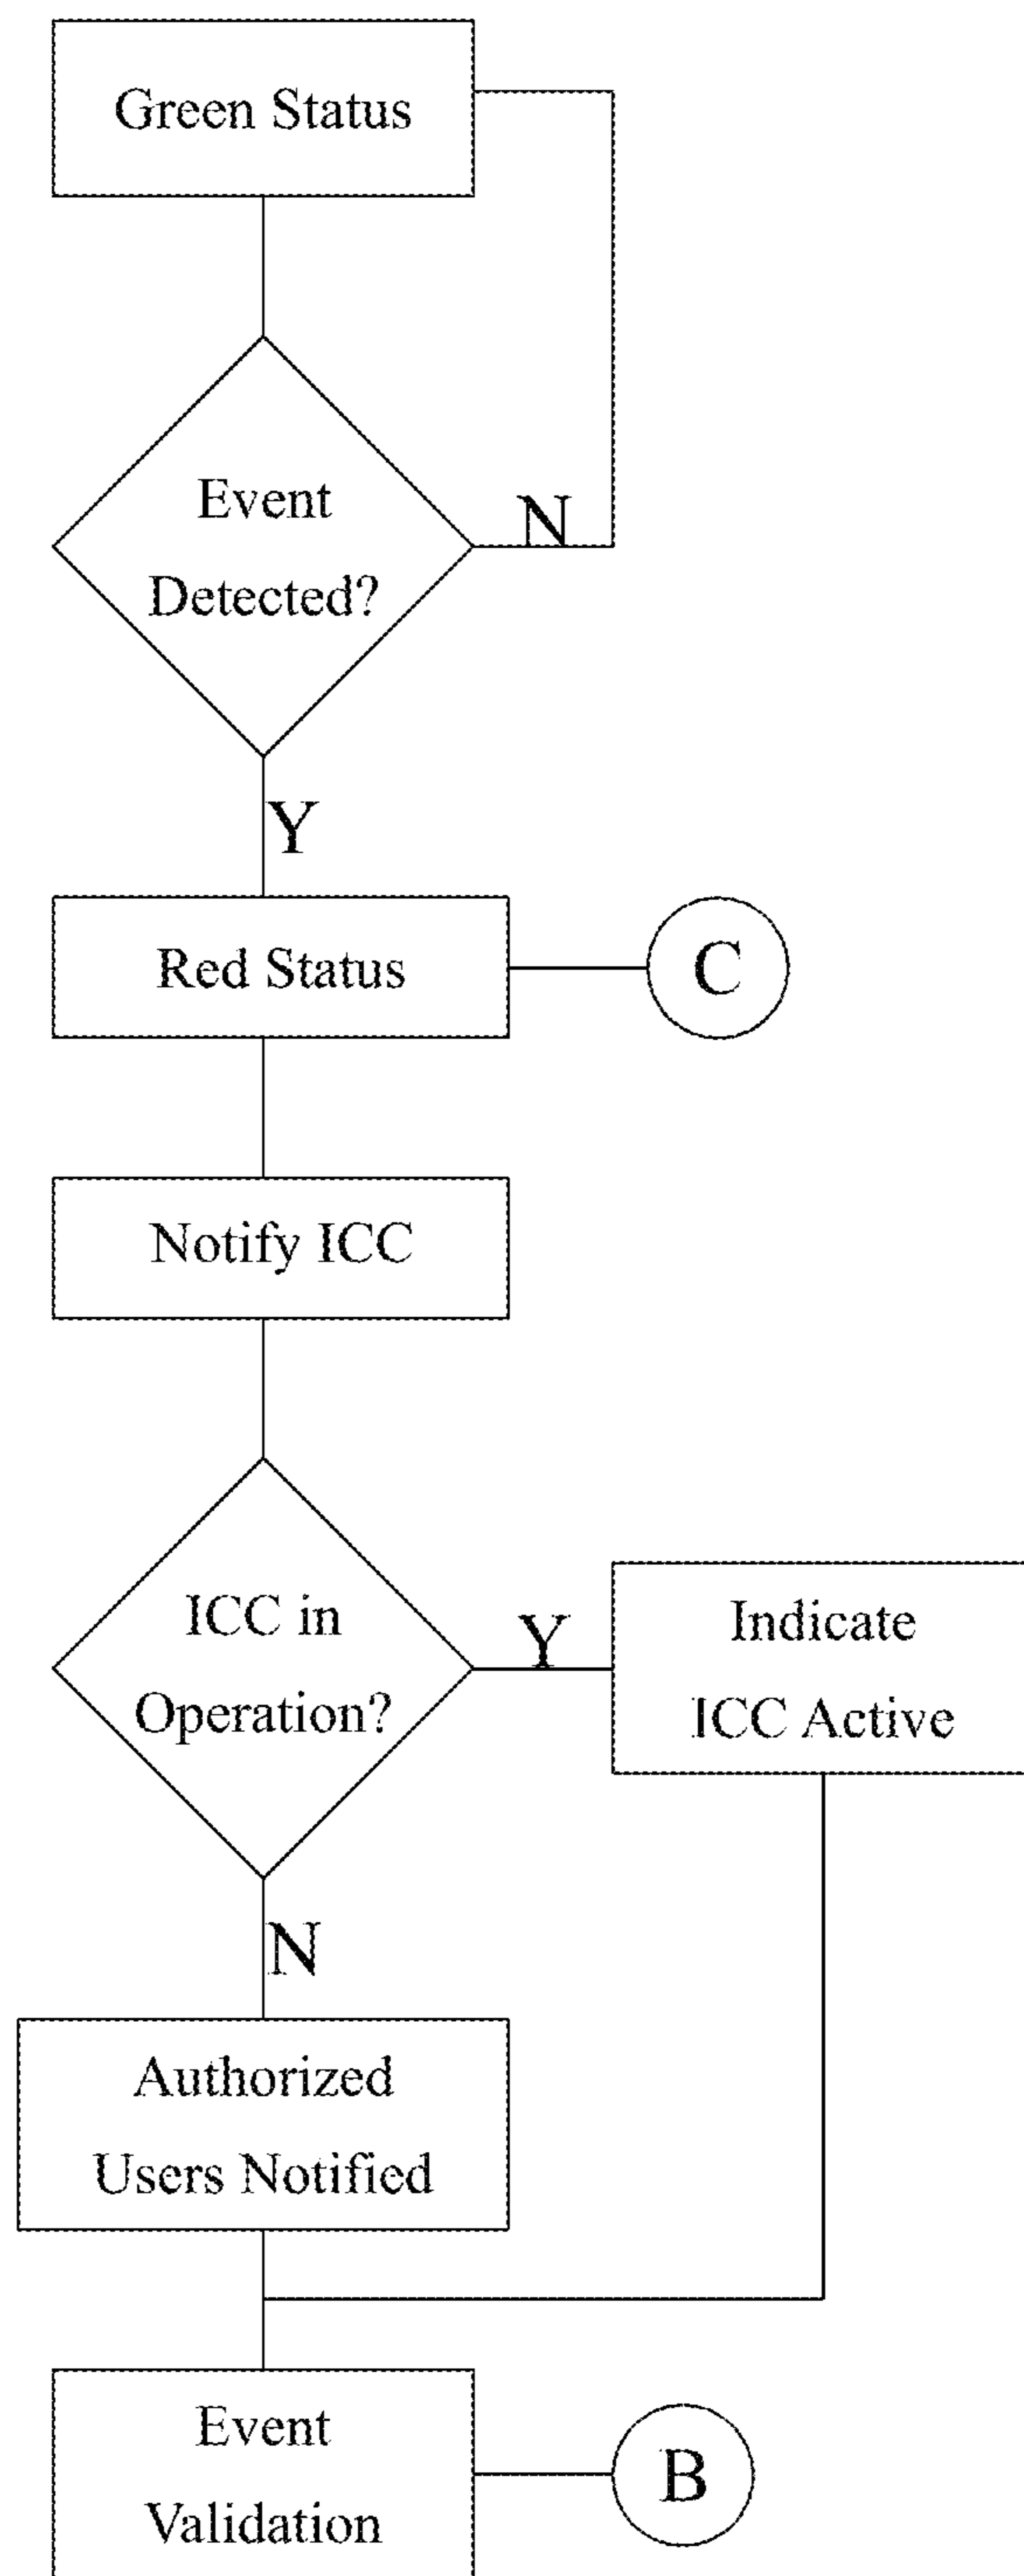 Green Status
Event
Detected?
N
Y
Red Status
C
Notify ICC
ICC in
Operation?
Y
Indicate
ICC Active
N
Authorized
Users Notified
Event
Validation
B